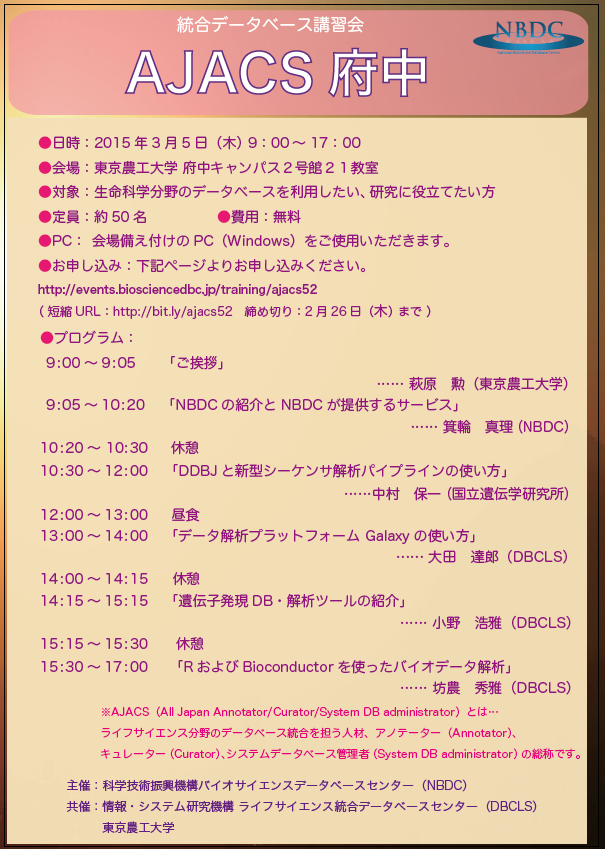 統合データベース講習会
NBDC
AJACS 府中
●日時：2015 年 3 月 5 日（木）9：00 ～ 17：00
●会場：東京農工大学 府中キャンパス２号館２１教室
●対象：生命科学分野のデータベースを利用したい、研究に役立てたい方
●定員：約 50 名 ●費用：無料
●PC： 会場備え付けの PC（Windows）をご使用いただきます。
●お申し込み：下記ページよりお申し込みください。
http://events.biosciencedbc.jp/training/ajacs52
（ 短縮 URL：http://bit.ly/ajacs52　締め切り：2 月 26 日（木）まで ）
●プログラム：
9:00 ～ 9:05 「ご挨拶」
…… 萩原　勲（東京農工大学）
9:05 ～ 10:20 「NBDC の紹介と NBDC が提供するサービス」
…… 箕輪　真理（NBDC）
10:20 ～ 10:30 休憩
10:30 ～ 12:00 「DDBJ と新型シーケンサ解析パイプラインの使い方」
……中村　保一（国立遺伝学研究所）
12:00 ～ 13:00 昼食
13:00 ～ 14:00 「データ解析プラットフォーム Galaxy の使い方」
…… 大田　達郎（DBCLS）
14:00 ～ 14:15 休憩
14:15 ～ 15:15 「遺伝子発現 DB・解析ツールの紹介」
…… 小野　浩雅（DBCLS）
15:15 ～ 15:30 休憩
15:30 ～ 17:00 「R および Bioconductor を使ったバイオデータ解析」
…… 坊農　秀雅（DBCLS）
※AJACS（All Japan Annotator/Curator/System DB administrator）とは…
ライフサイエンス分野のデータベース統合を担う人材、アノテーター（Annotator）、
キュレーター（Curator）、システムデータベース管理者（System DB administrator）の総称です。
主催：科学技術振興機構バイオサイエンスデータベースセンター（NBDC）
共催：情報・システム研究機構 ライフサイエンス統合データベースセンター（DBCLS）
東京農工大学